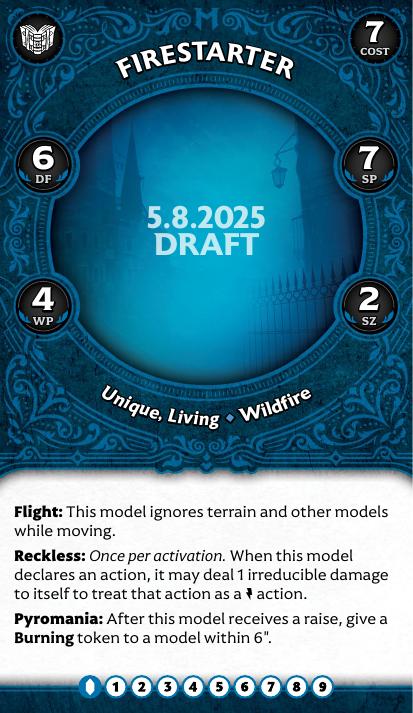 7
COST
FIRESTARTER
6
DF
7
SP
5.8.2025
DRAFT
4
WP
2
SZ
Unique, Living ◆ Wildfire
Flight: This model ignores terrain and other models
while moving.
Reckless: Once per activation. When this model
declares an action, it may deal 1 irreducible damage
to itself to treat that action as a action.
Pyromania: After this model receives a raise, give a
Burning token to a model within 6".
1 2 3 4 5 6 7 8 9